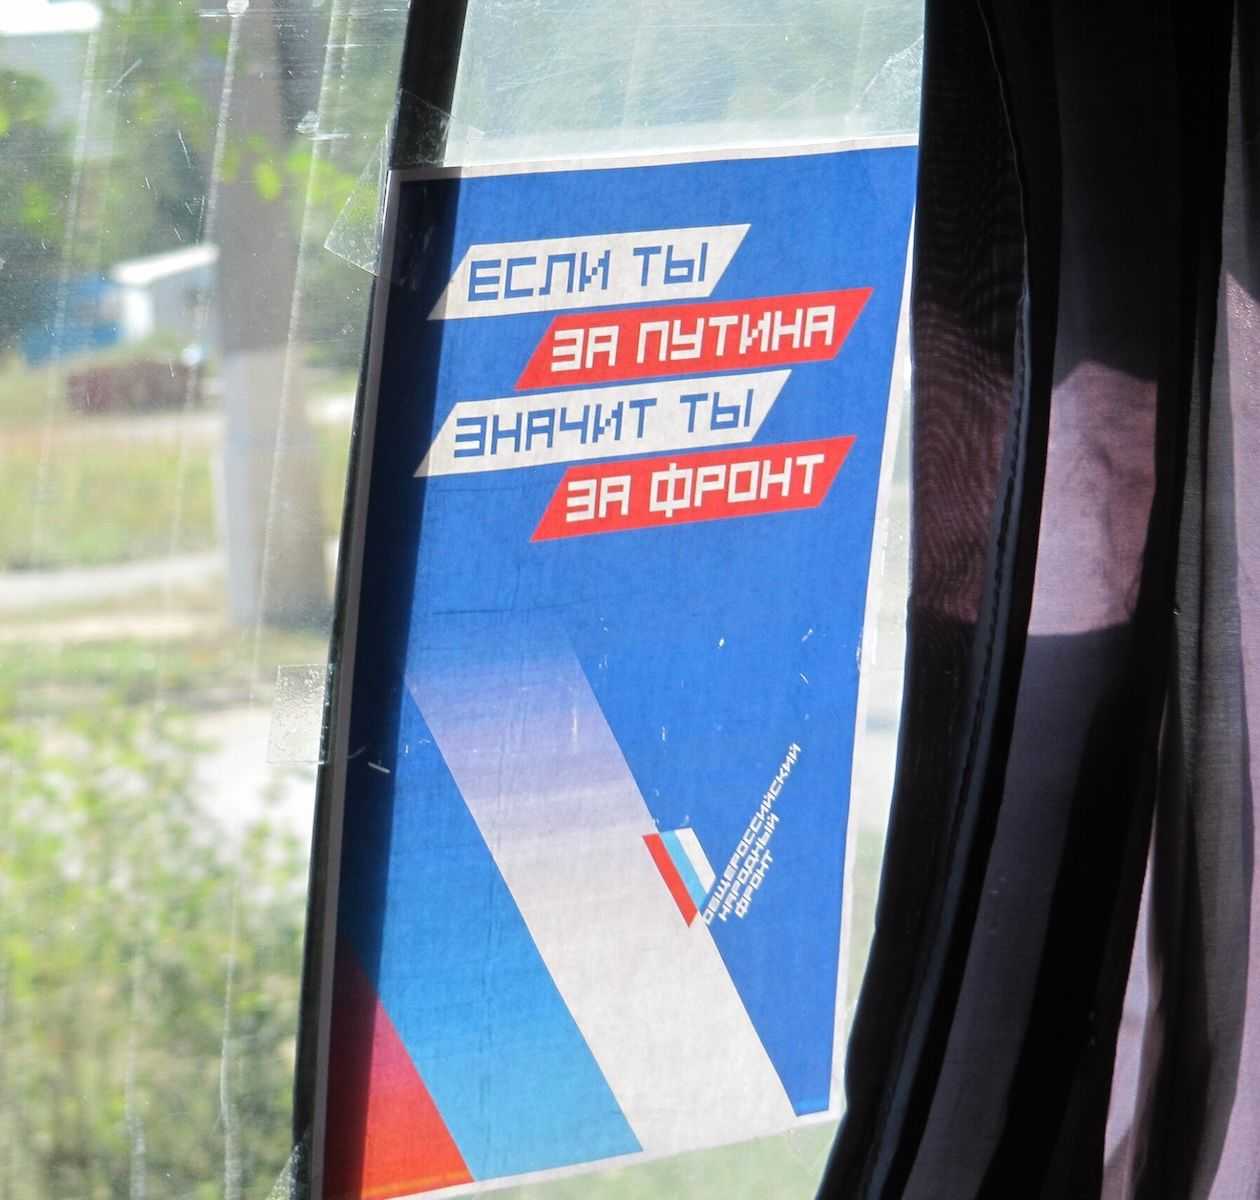 ЕСЛИ ТЫ
ЗА ПУТИНА
ЗНАЧИТ ТЫ
ЗА ФРОНТ
ОБЩЕРОССИЙСКИЙ
НАРОДНЫЙ
ФРОНТ